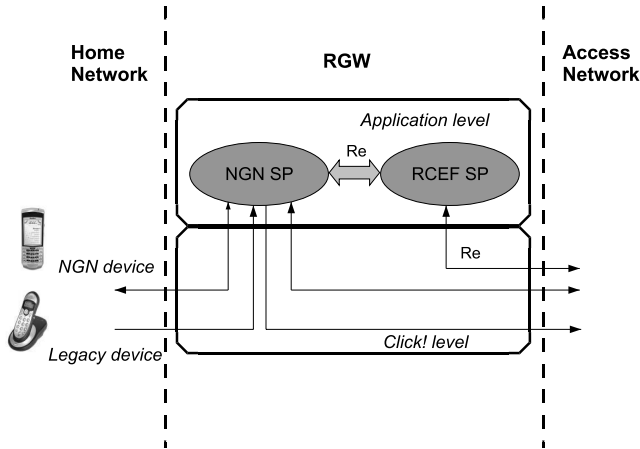 Home
Network
RGW
Access
Network
Application level
NGN SP
Re
RCEF SP
Re
NGN device
Legacy device
Click! level